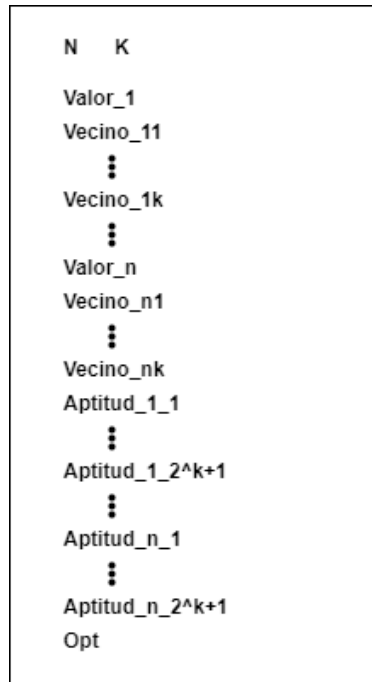 N K
Valor_1
Vecino_11
Vecino_1k
Valor_n
Vecino_n1
Vecino_nk
Aptitud_1_1
Aptitud_1_2^k+1
Aptitud_n_1
Aptitud_n_2^k+1
Opt